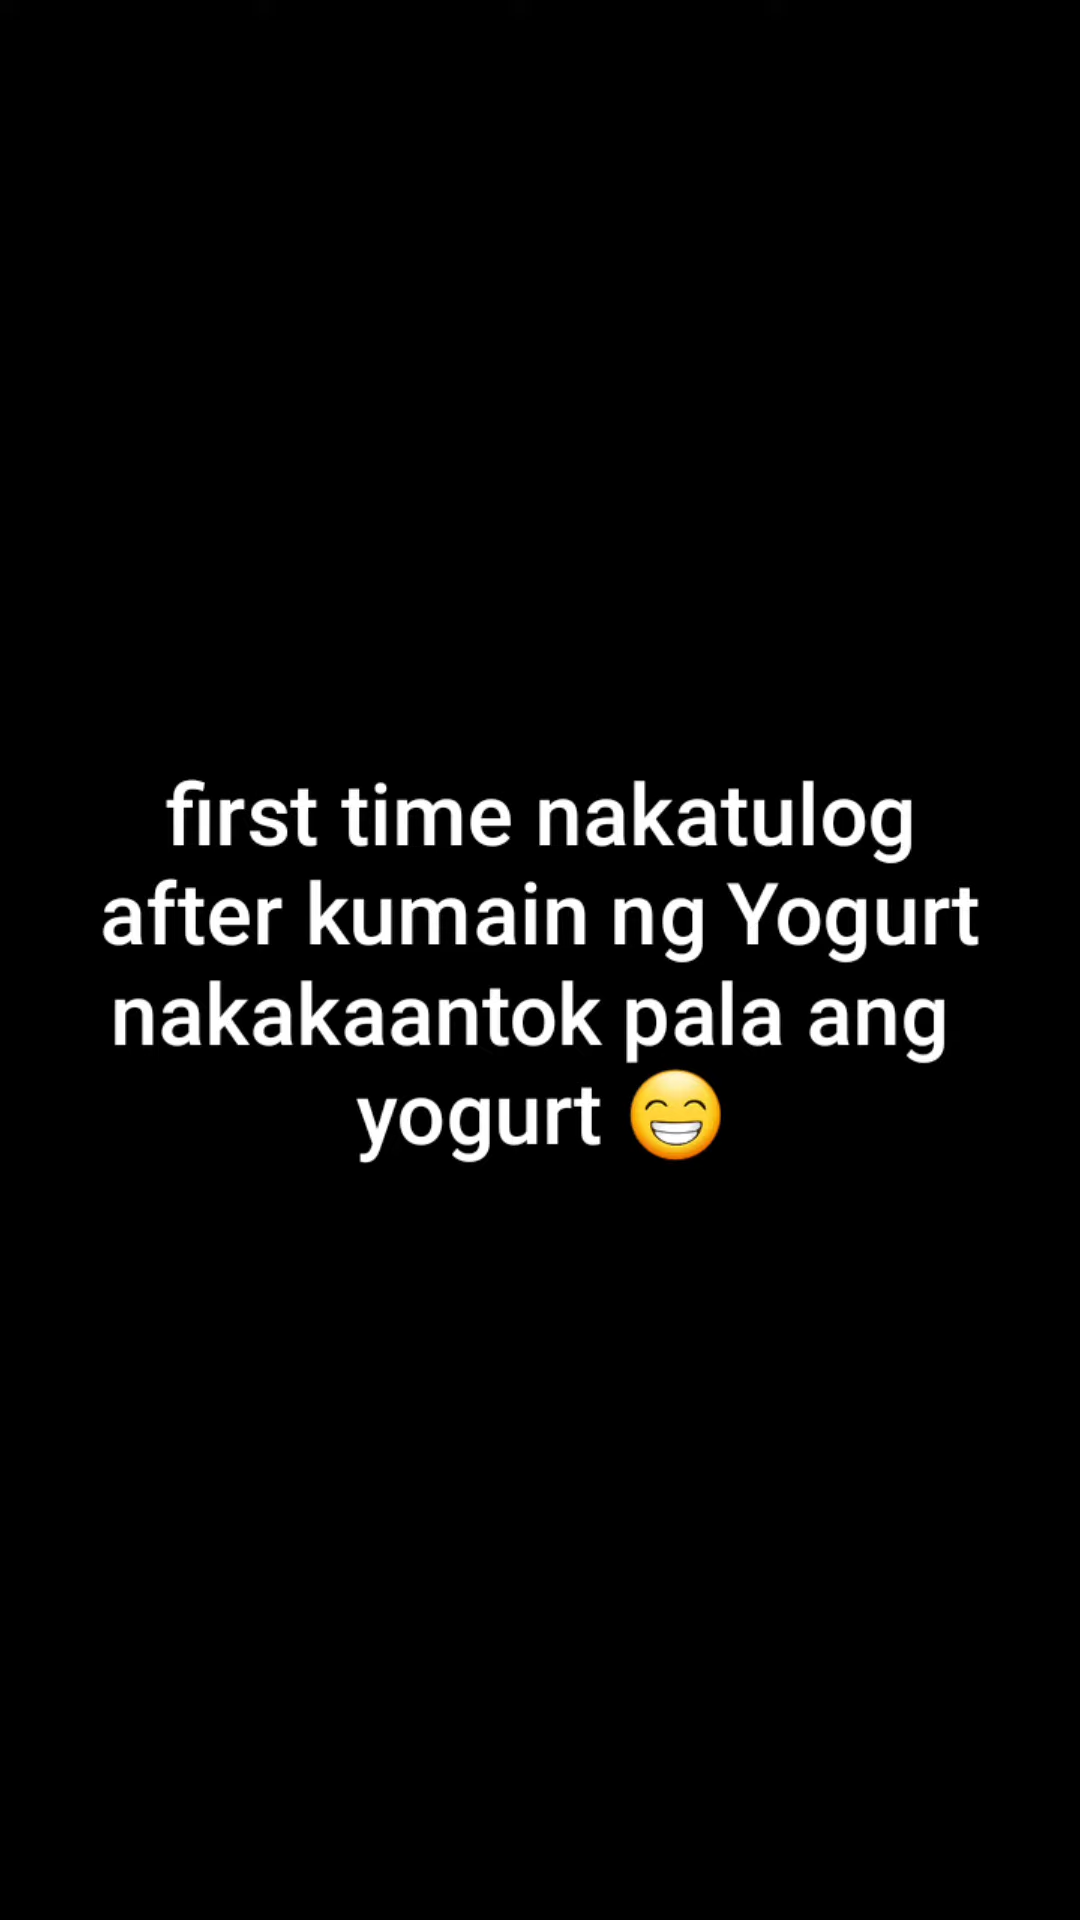 first time nakatulog
after kumain ng Yogurt
nakakaantok pala ang
yogurt 😁